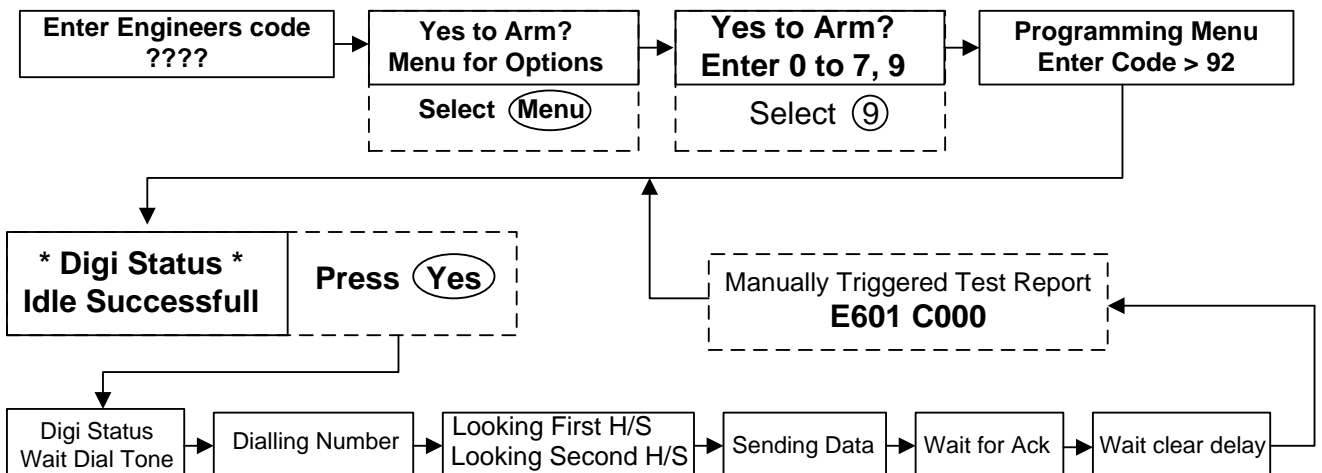 Enter Engineers code
????
Yes to Arm?
Menu for Options
Select Menu
Yes to Arm?
Enter 0 to 7, 9
Select 9
Programming Menu
Enter Code > 92
* Digi Status *
Idle Successfull
Press Yes
Manually Triggered Test Report
E601 C000
Digi Status
Wait Dial Tone
Dialling Number
Looking First H/S
Looking Second H/S
Sending Data
Wait for Ack
Wait clear delay